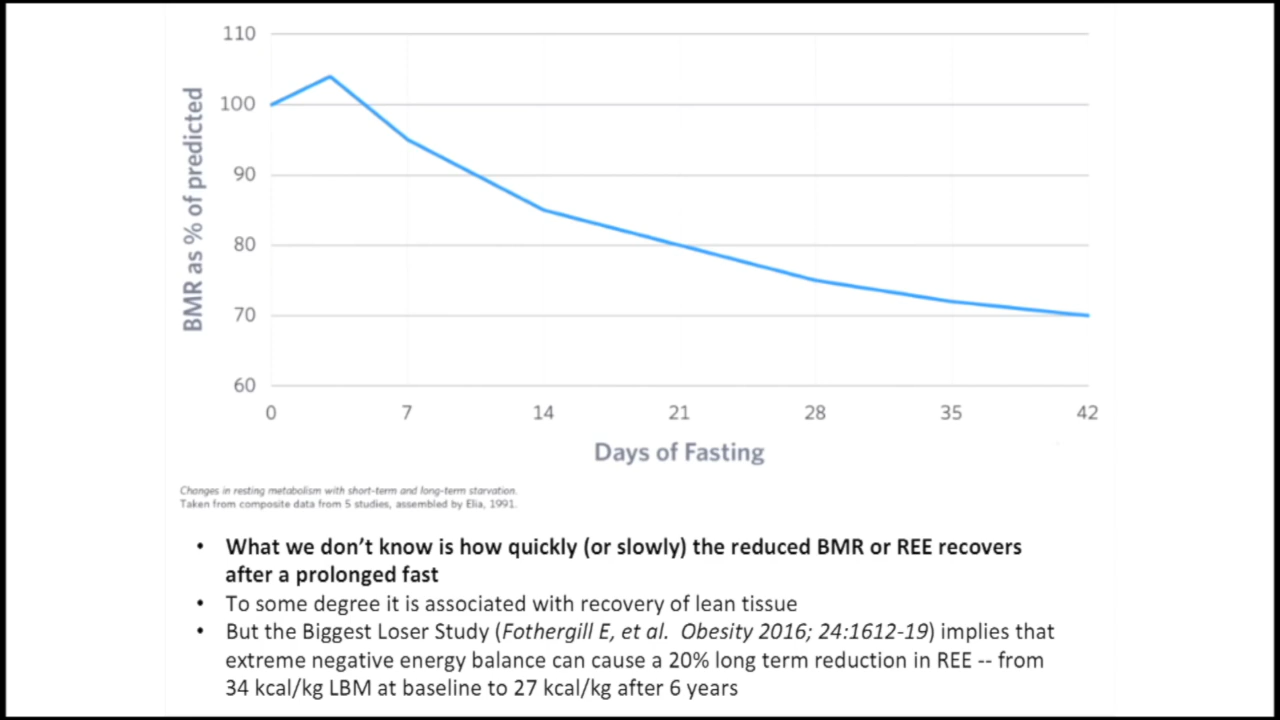 110
100
90
80
70
60
BMR as % of predicted
0 7 14 21 28 35 42
Days of Fasting
Changes in resting metabolism with short-term and long-term starvation.
Taken from composite data from 5 studies, assembled by Elia, 1991.
• What we don't know is how quickly (or slowly) the reduced BMR or REE recovers
after a prolonged fast
• To some degree it is associated with recovery of lean tissue
• But the Biggest Loser Study (Fothergill E, et al. Obesity 2016; 24:1612-19) implies that
extreme negative energy balance can cause a 20% long term reduction in REE -- from
34 kcal/kg LBM at baseline to 27 kcal/kg after 6 years